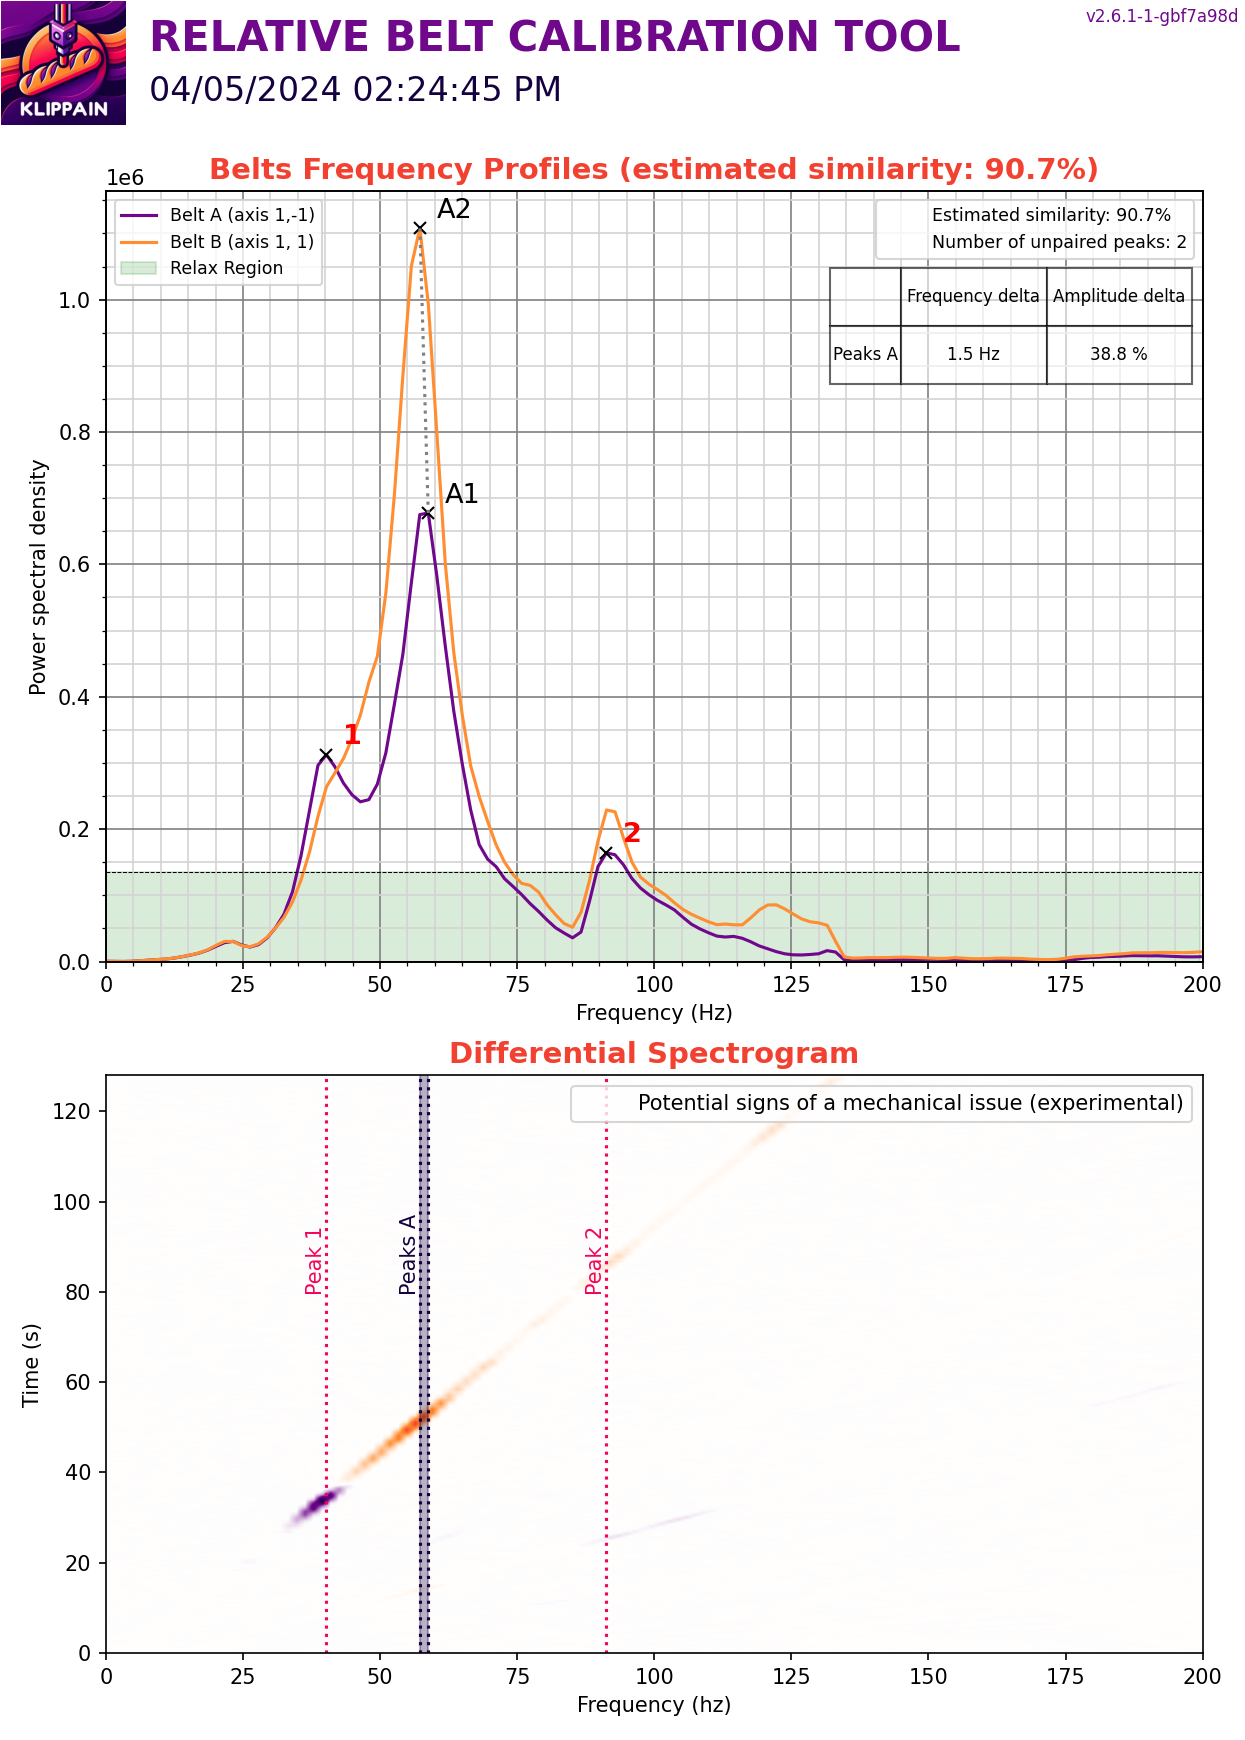 v2.6.1-1-gbf7a98d
RELATIVE BELT CALIBRATION TOOL
04/05/2024 02:24:45 PM
KLIPPAIN
Belts Frequency Profiles (estimated similarity: 90.7%)
1e6
Belt A (axis 1,-1)
Belt B (axis 1, 1)
Relax Region
Estimated similarity: 90.7%
Number of unpaired peaks: 2
Frequency delta Amplitude delta
Peaks A 1.5 Hz 38.8 %
A2
A1
1
2
Power spectral density
1.0
0.8
0.6
0.4
0.2
0.0
0 25 50 75 100 125 150 175 200
Frequency (Hz)
Differential Spectrogram
Potential signs of a mechanical issue (experimental)
Peak 1
Peaks A
Peak 2
Time (s)
120
100
80
60
40
20
0
0 25 50 75 100 125 150 175 200
Frequency (hz)